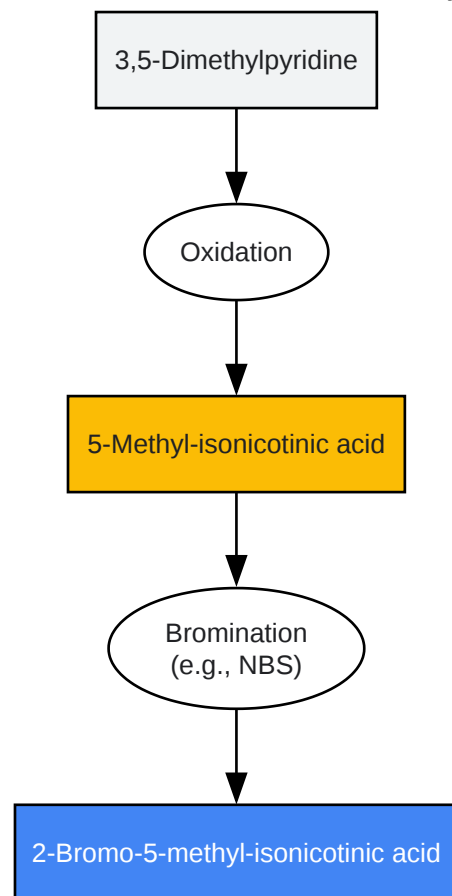 3,5-Dimethylpyridine
Oxidation
5-Methyl-isonicotinic acid
Bromination
(e.g., NBS)
2-Bromo-5-methyl-isonicotinic acid